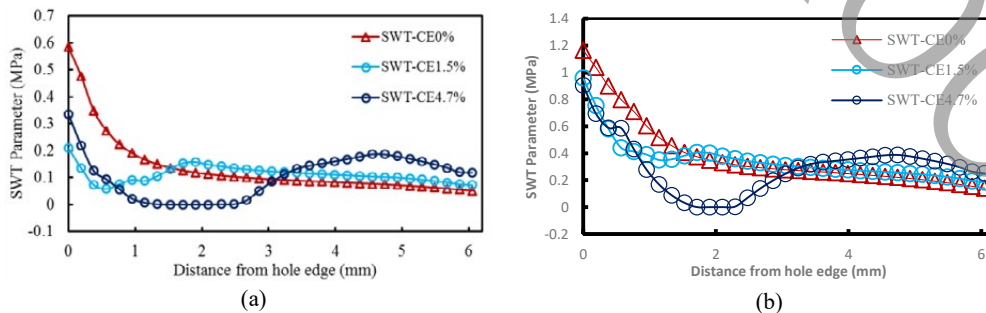 (a)
SWT Parameter (MPa)
0.7
0.6
0.5
0.4
0.3
0.2
0.1
0
-0.1
SWT-CE0%
SWT-CE1.5%
SWT-CE4.7%
0 1 2 3 4 5 6
Distance from hole edge (mm)
(a)
b)
SWT Parameter (MPa)
1.4
1.2
1
0.8
0.6
0.4
0.2
0
-0.2
SWT-CE0%
SWT-CE1.5%
SWT-CE4.7%
0 2 4 6
Distance from hole edge (mm)
(b)